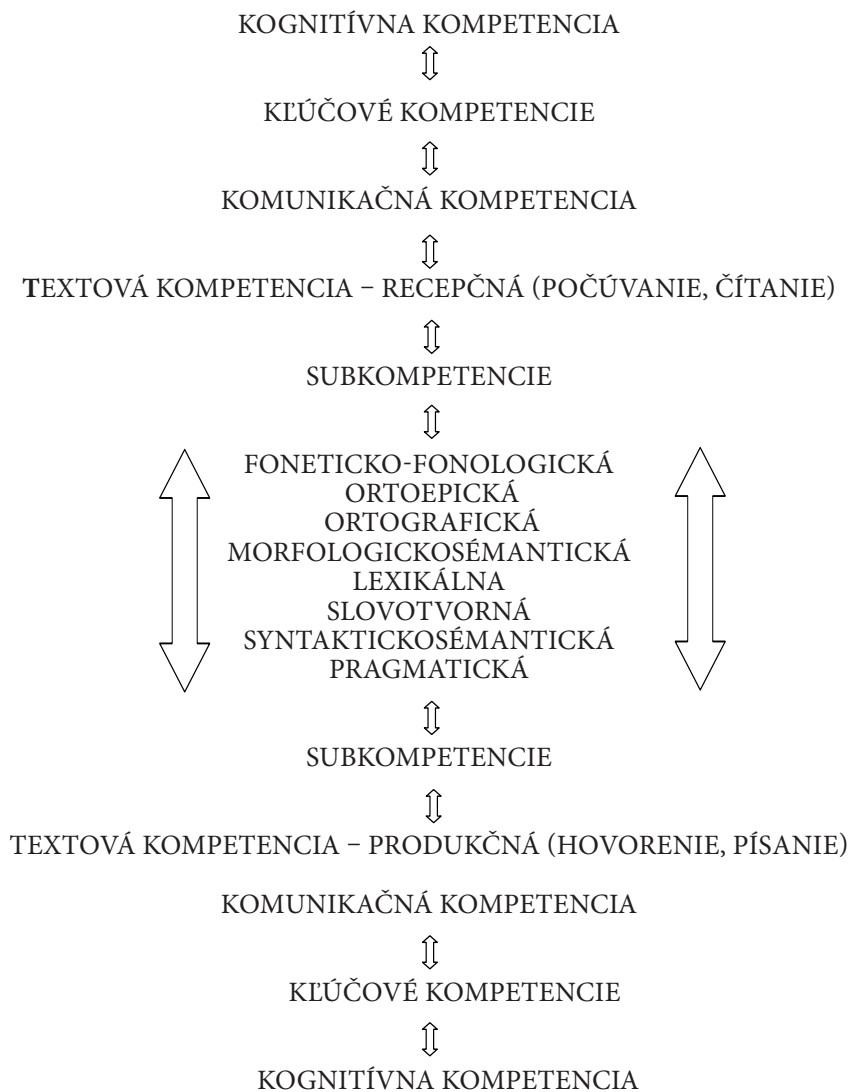 KOGNITÍVNA KOMPETENCIA
KĽÚČOVÉ KOMPETENCIE
KOMUNIKAČNÁ KOMPETENCIA
TEXTOVÁ KOMPETENCIA – RECEPČNÁ (POČÚVANIE, ČÍTANIE)
SUBKOMPETENCIE
FONETICKO-FONOLOGICKÁ
ORTOEPICKÁ
ORTOGRAFICKÁ
MORFOLOGICKOSÉMANTICKÁ
LEXIKÁLNA
SLOVOTVORNÁ
SYNTAKTICKOSÉMANTICKÁ
PRAGMATICKÁ
SUBKOMPETENCIE
TEXTOVÁ KOMPETENCIA – PRODUKČNÁ (HOVORENIE, PÍSANIE)
KOMUNIKAČNÁ KOMPETENCIA
KĽÚČOVÉ KOMPETENCIE
KOGNITÍVNA KOMPETENCIA